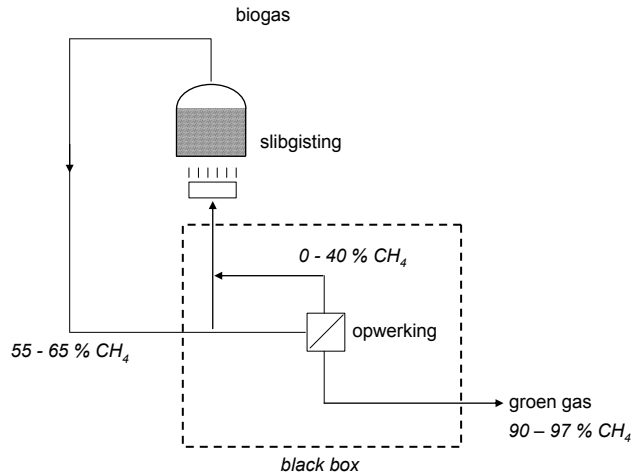 biogas
slibgisting
0 - 40 % CH₄
opwerking
55 - 65 % CH₄
groen gas
90 – 97 % CH₄
black box